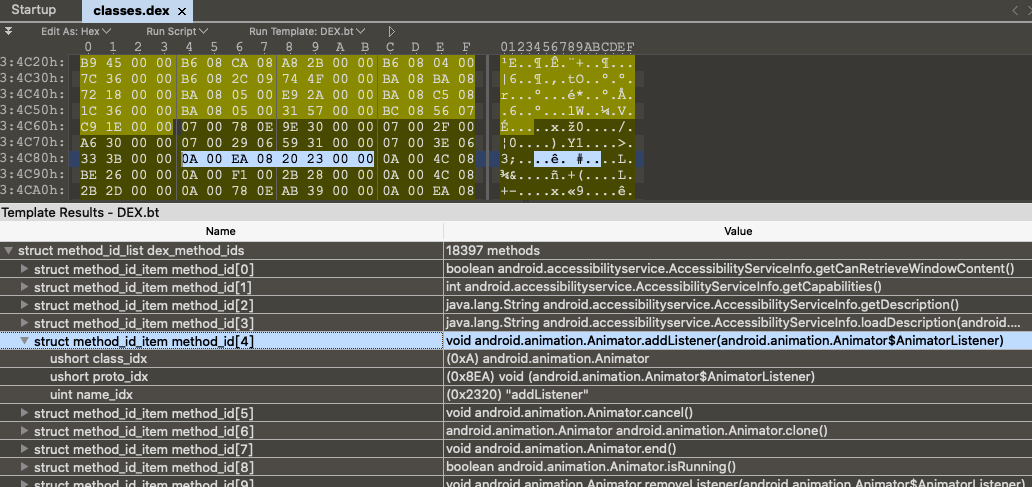 Startup classes.dex ×
Edit As: Hex Run Script Run Template: DEX.bt
0 1 2 3 4 5 6 7 8 9 A B C D E F 0123456789ABCDEF
3:4C20h: B9 45 00 00 B6 08 CA 08 A8 2B 00 00 B6 08 04 00 ¹E..¶.Ê.¨+..¶...
3:4C30h: 7C 36 00 00 B6 08 2C 09 74 4F 00 00 BA 08 BA 08 |6..¶.,.tO..º.º.
3:4C40h: 72 18 00 00 BA 08 05 00 E9 2A 00 00 BA 08 C5 08 r...º...é*..º.Å.
3:4C50h: 1C 36 00 00 BA 08 05 00 31 57 00 00 BC 08 56 07 .6..º...1W..¼.V.
3:4C60h: C9 1E 00 00 07 00 78 0E 9E 30 00 00 07 00 2F 00 É.....x.ž0..../.
3:4C70h: A6 30 00 00 07 00 29 06 59 31 00 00 07 00 3E 06 ¦0....).Y1....>.
3:4C80h: 33 3B 00 00 0A 00 EA 08 20 23 00 00 0A 00 4C 08 3;....ê. #....L.
3:4C90h: BE 26 00 00 0A 00 F1 00 2B 28 00 00 0A 00 4C 08 ¾&....ñ.+(....L.
3:4CA0h: 2B 2D 00 00 0A 00 78 0E AB 39 00 00 0A 00 EA 08 +-....x.«9....ê.
Template Results - DEX.bt
Name Value
struct method_id_list dex_method_ids 18397 methods
struct method_id_item method_id[0] boolean android.accessibilityservice.AccessibilityServiceInfo.getCanRetrieveWindowContent()
struct method_id_item method_id[1] int android.accessibilityservice.AccessibilityServiceInfo.getCapabilities()
struct method_id_item method_id[2] java.lang.String android.accessibilityservice.AccessibilityServiceInfo.getDescription()
struct method_id_item method_id[3] java.lang.String android.accessibilityservice.AccessibilityServiceInfo.loadDescription(android....
struct method_id_item method_id[4] void android.animation.Animator.addListener(android.animation.Animator$AnimatorListener)
ushort class_idx (0xA) android.animation.Animator
ushort proto_idx (0x8EA) void (android.animation.Animator$AnimatorListener)
uint name_idx (0x2320) "addListener"
struct method_id_item method_id[5] void android.animation.Animator.cancel()
struct method_id_item method_id[6] android.animation.Animator android.animation.Animator.clone()
struct method_id_item method_id[7] void android.animation.Animator.end()
struct method_id_item method_id[8] boolean android.animation.Animator.isRunning()
struct method_id_item method_id[9] void android.animation.Animator.removeListener(android.animation.Animator$AnimatorListener)